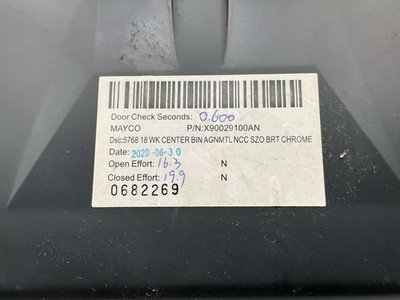 Door Check Seconds: 0.600
MAYCO P/N:X90029100AN
Dsc:5768 18 WK CENTER BIN AGNMTL NCC SZO BRT CHROME
Date: 2020-06-30
Open Effort: 16.3 N
Closed Effort: 19.9 N
0682269